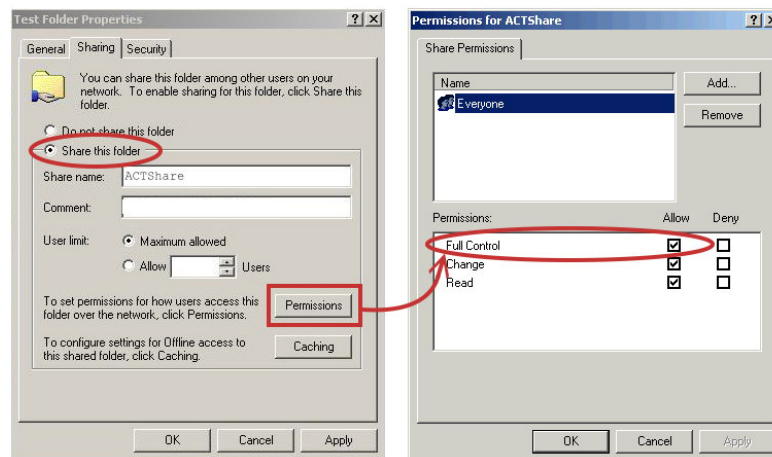 Test Folder Properties
General Sharing Security
You can share this folder among other users on your
network. To enable sharing for this folder, click Share this
folder.
Do not share this folder
Share this folder
Share name: ACTShare
Comment:
User limit: Maximum allowed
Allow Users
To set permissions for how users access this
folder over the network, click Permissions.
Permissions
To configure settings for Offline access to
this shared folder, click Caching.
Caching
OK Cancel Apply
Permissions for ACTShare
Share Permissions
Name
Everyone
Add...
Remove
Permissions: Allow Deny
Full Control
Change
Read
OK Cancel Apply